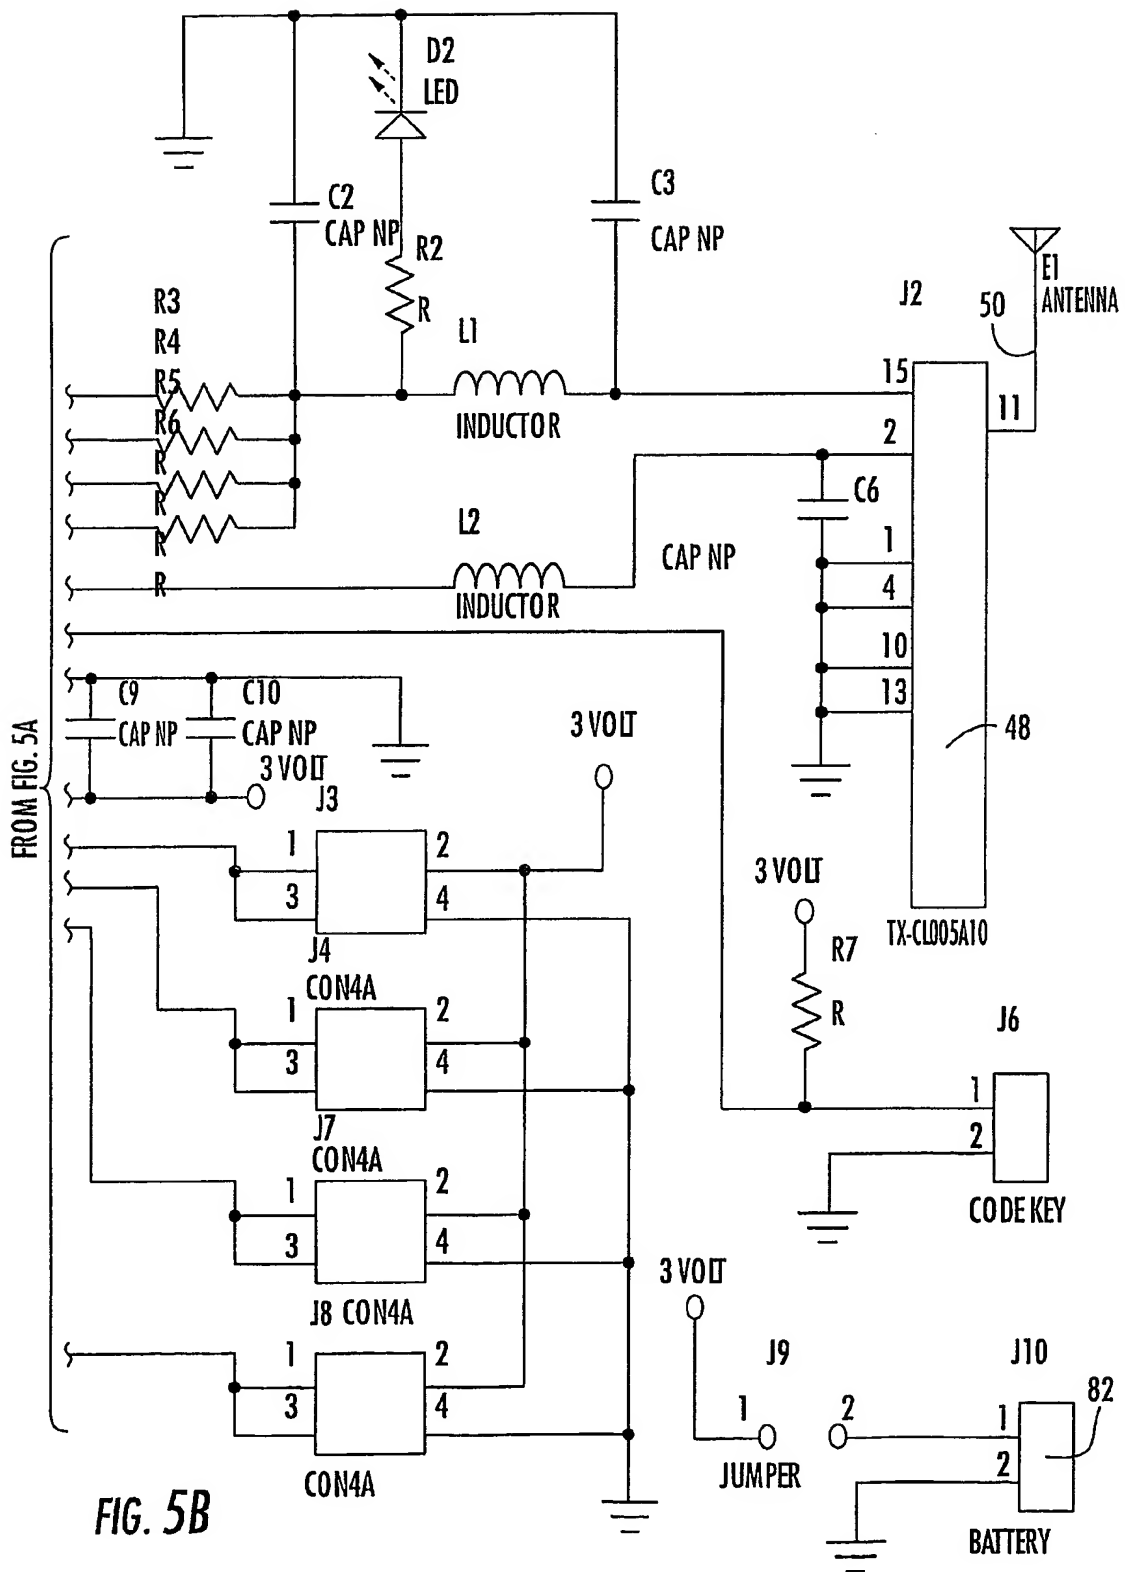 D2
LED
C2
CAP NP
C3
CAP NP
R2
R
E1
ANTENNA
J2
50
R3
R4
R5
R6
R
R
R
R
L1
INDUCTOR
15
11
2
C6
L2
INDUCTOR
CAP NP
1
4
10
13
48
C9
CAP NP
C10
CAP NP
3 VOLT
3 VOLT
FROM FIG. 5A
J3
1
2
3
4
J4
CON4A
3 VOLT
TX-CL005A10
R7
R
1
2
3
4
J7
CON4A
J6
1
2
CODE KEY
1
2
3
4
J8 CON4A
3 VOLT
1
2
3
4
CON4A
J9
1
2
JUMPER
J10
82
1
2
BATTERY
FIG. 5B